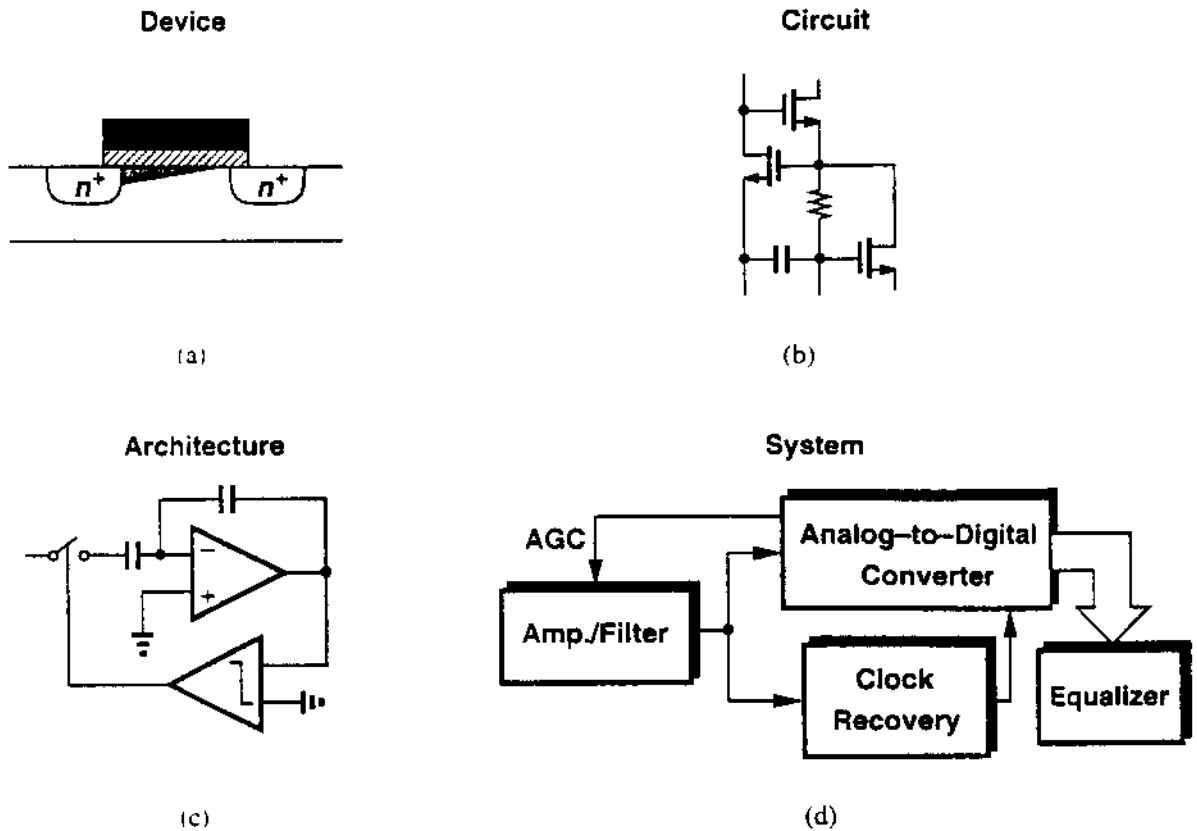 Device
Circuit
n+
n+
(a)
(b)
Architecture
System
−
+
AGC
Analog–to–Digital
Converter
Amp./Filter
Clock
Recovery
Equalizer
(c)
(d)